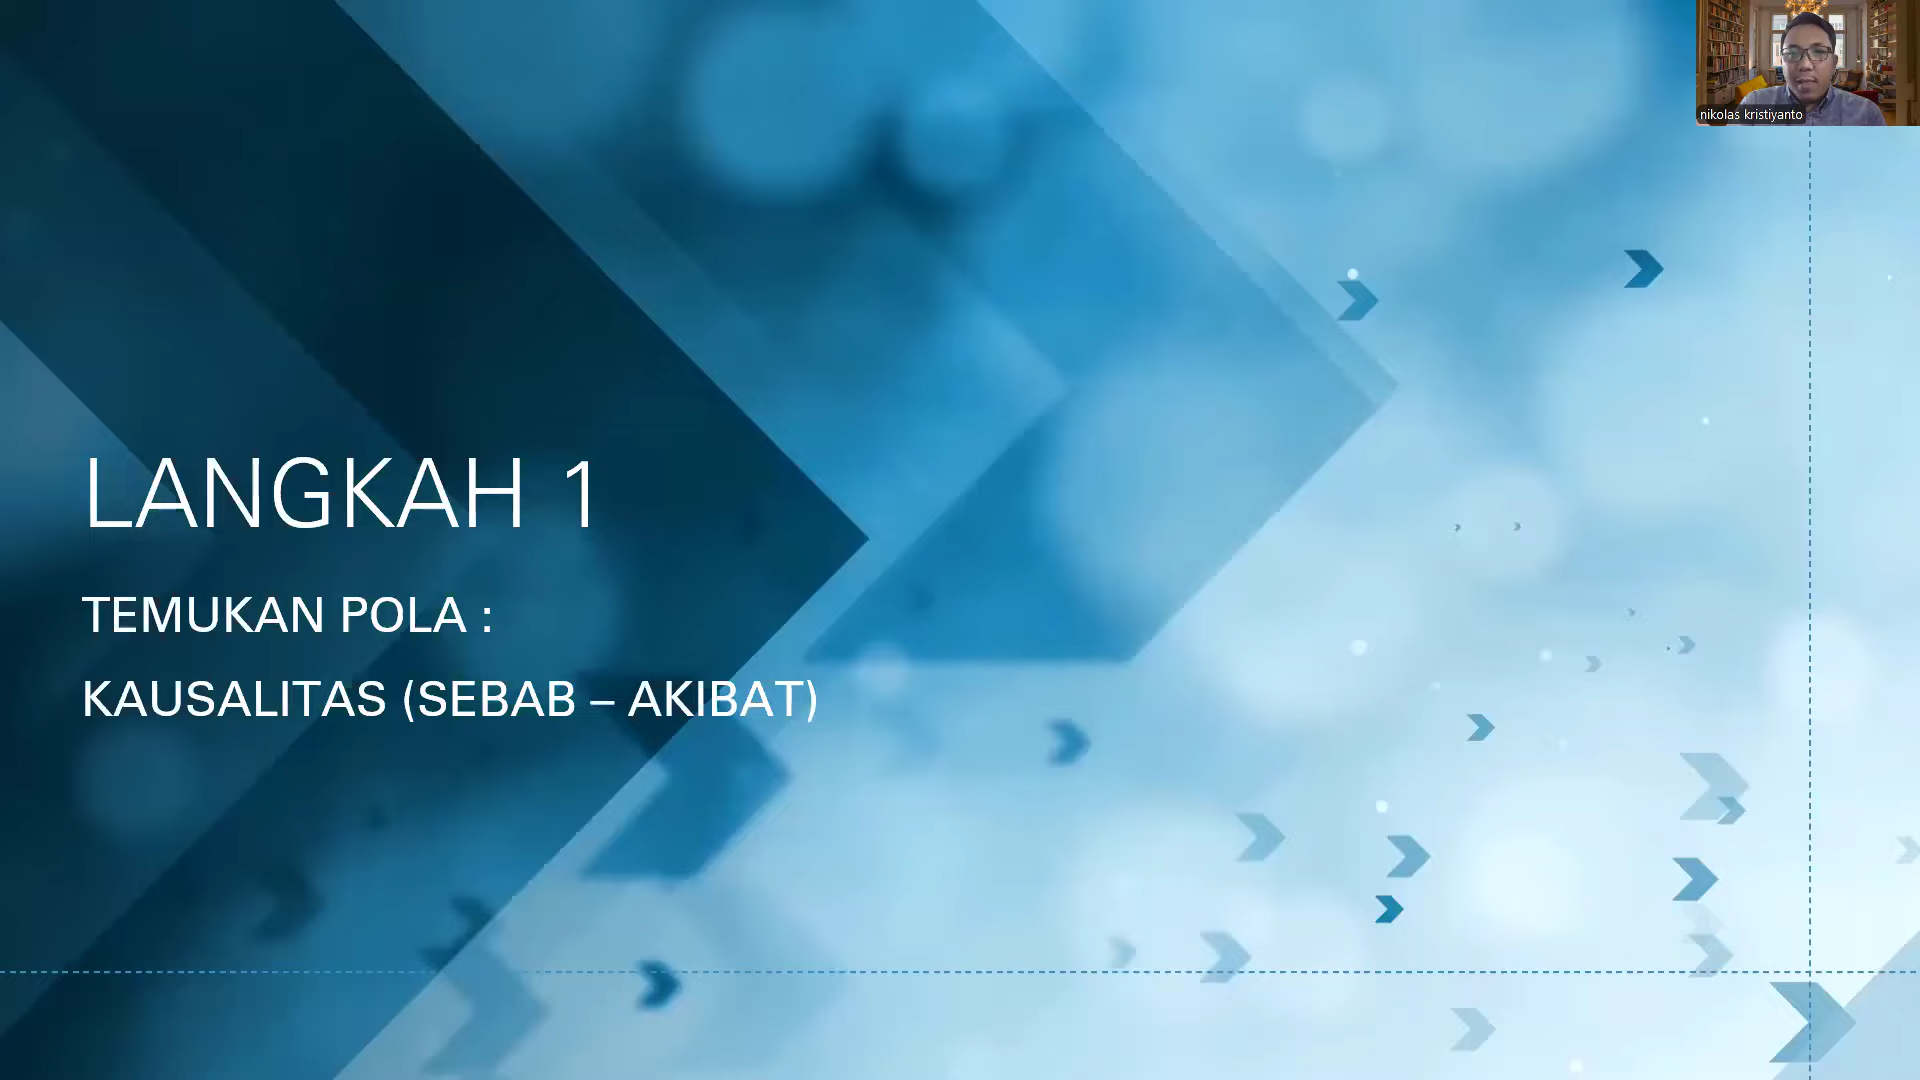 nikolas kristiyanto
LANGKAH 1
TEMUKAN POLA :
KAUSALITAS (SEBAB – AKIBAT)